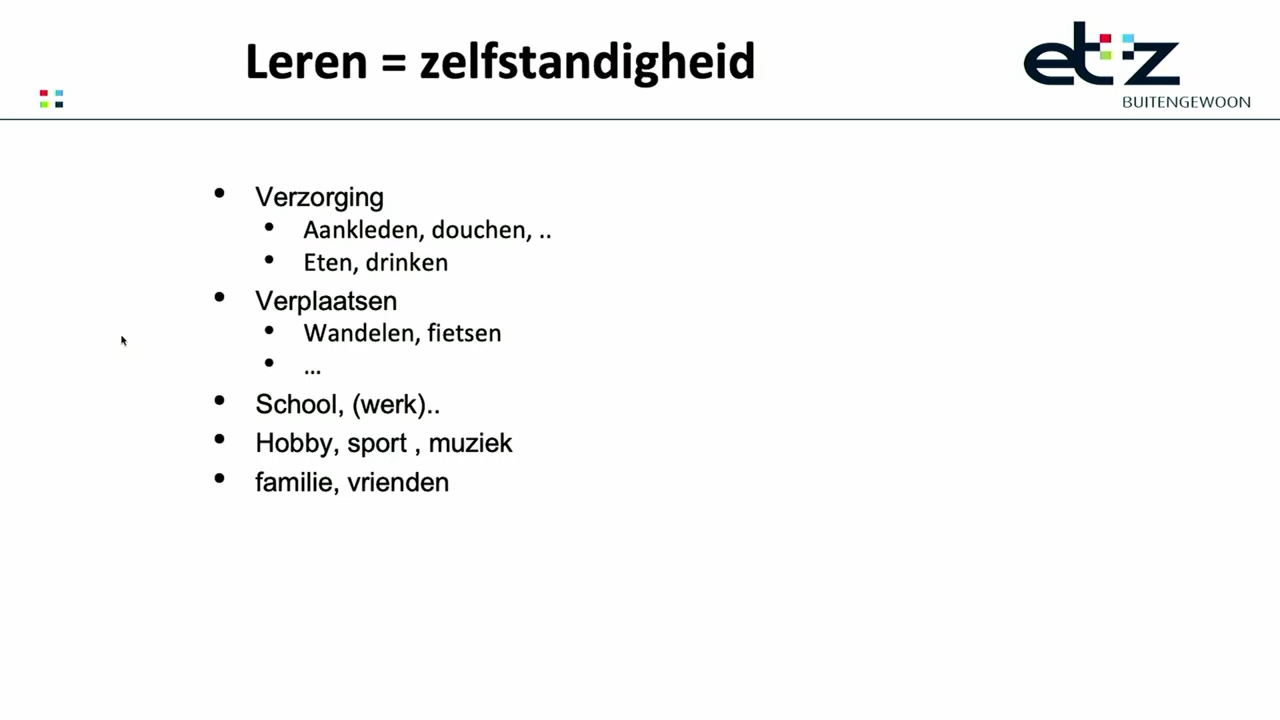 Leren = zelfstandigheid
etz
BUITENGEWOON
• Verzorging
• Aankleden, douchen, ..
• Eten, drinken
• Verplaatsen
• Wandelen, fietsen
• ...
• School, (werk)..
• Hobby, sport , muziek
• familie, vrienden